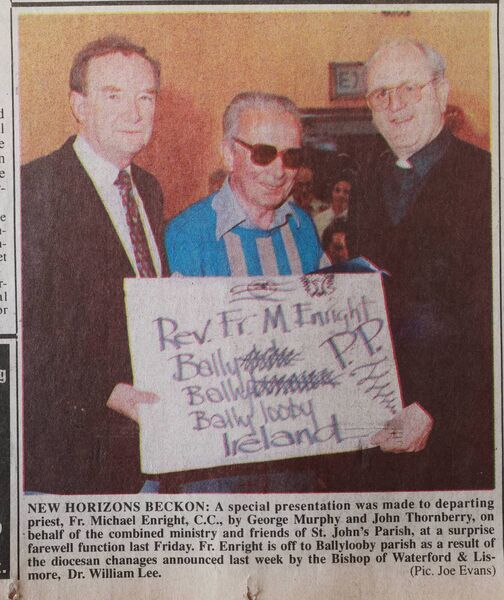 EX
Rev. Fr. M. Enright
P.P.
Bally
Bally
Bally looby
Ireland
NEW HORIZONS BECKON: A special presentation was made to departing
priest, Fr. Michael Enright, C.C., by George Murphy and John Thornberry, on
behalf of the combined ministry and friends of St. John's Parish, at a surprise
farewell function last Friday. Fr. Enright is off to Ballylooby parish as a result of
the diocesan chanages announced last week by the Bishop of Waterford & Lis-
more, Dr. William Lee. (Pic. Joe Evans)